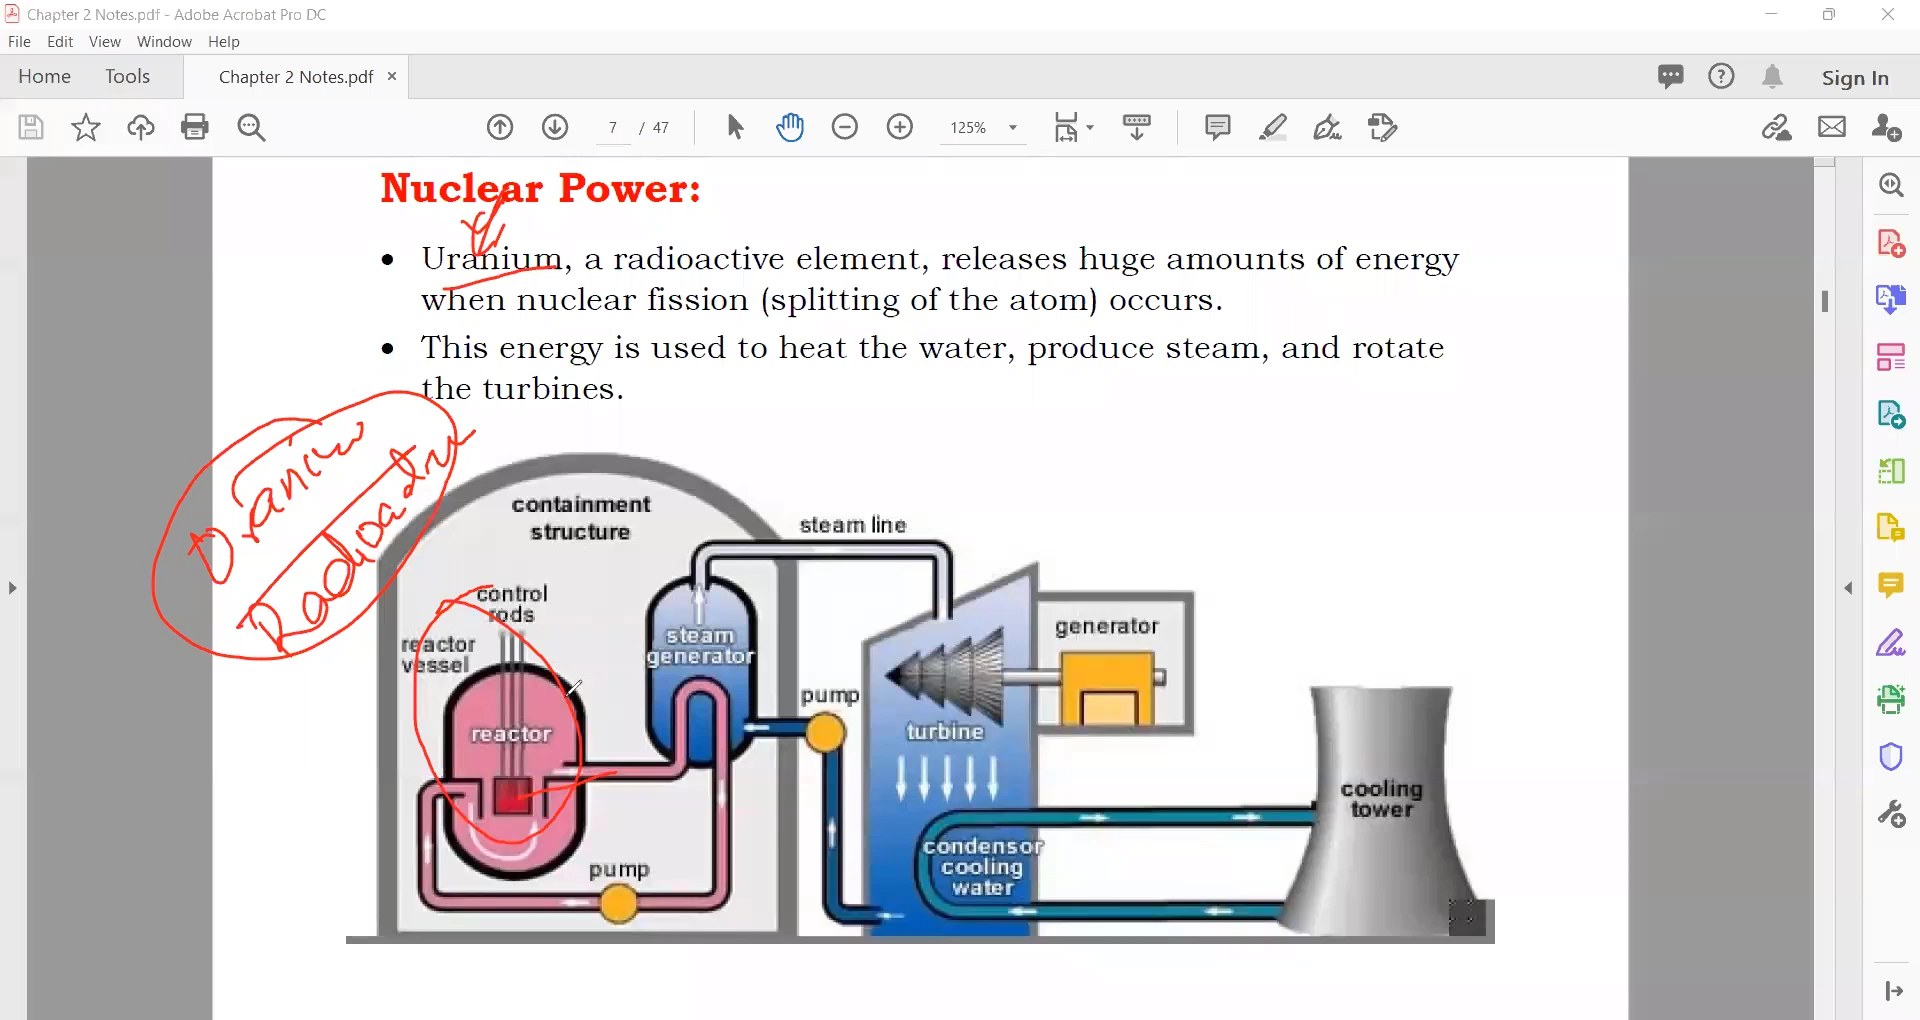 Chapter 2 Notes.pdf - Adobe Acrobat Pro DC
File Edit View Window Help
Home Tools Chapter 2 Notes.pdf × Sign In
7 / 47 125%
Nuclear Power:
• Uranium, a radioactive element, releases huge amounts of energy
when nuclear fission (splitting of the atom) occurs.
• This energy is used to heat the water, produce steam, and rotate
the turbines.
containment
structure
steam line
control
rods
reactor
vessel
steam
generator
generator
pump
reactor
turbine
cooling
tower
condensor
cooling
water
pump